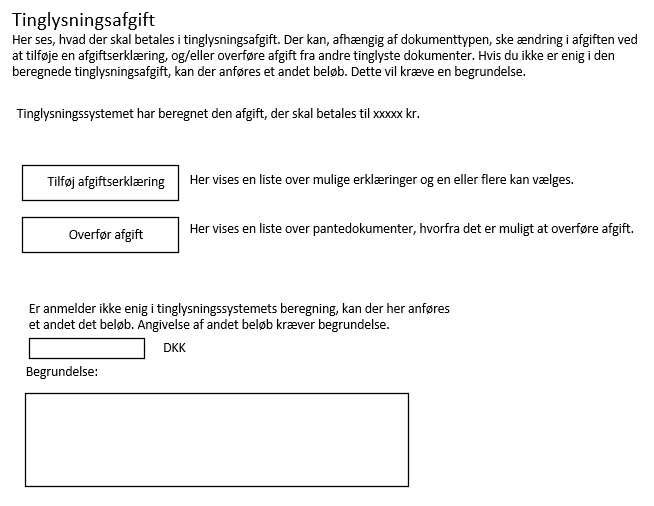 Tinglysningsafgift
Her ses, hvad der skal betales i tinglysningsafgift. Der kan, afhængig af dokumenttypen, ske ændring i afgiften ved
at tilføje en afgiftserklæring, og/eller overføre afgift fra andre tinglyste dokumenter. Hvis du ikke er enig i den
beregnede tinglysningsafgift, kan der anføres et andet beløb. Dette vil kræve en begrundelse.
Tinglysningssystemet har beregnet den afgift, der skal betales til xxxxx kr.
Tilføj afgiftserklæring
Her vises en liste over mulige erklæringer og en eller flere kan vælges.
Overfør afgift
Her vises en liste over pantedokumenter, hvorfra det er muligt at overføre afgift.
Er anmelder ikke enig i tinglysningssystemets beregning, kan der her anføres
et andet det beløb. Angivelse af andet beløb kræver begrundelse.
DKK
Begrundelse: